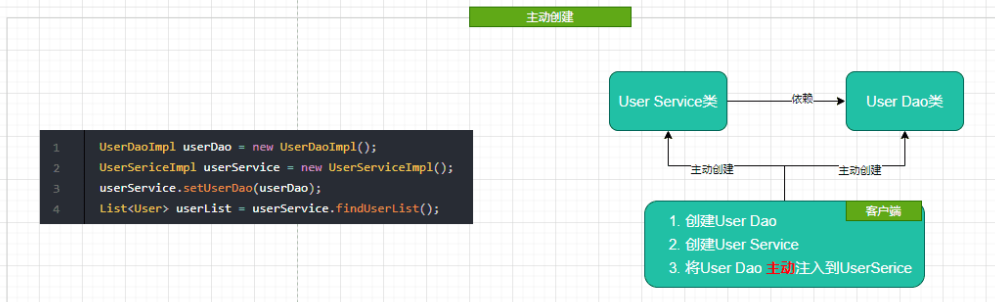 主动创建
1 UserDaoImpl userDao = new UserDaoImpl();
2 UserSericeImpl userService = new UserServiceImpl();
3 userService.setUserDao(userDao);
4 List<User> userList = userService.findUserList();
User Service类
依赖
User Dao类
主动创建
主动创建
客户端
1. 创建User Dao
2. 创建User Service
3. 将User Dao 主动注入到UserSerice